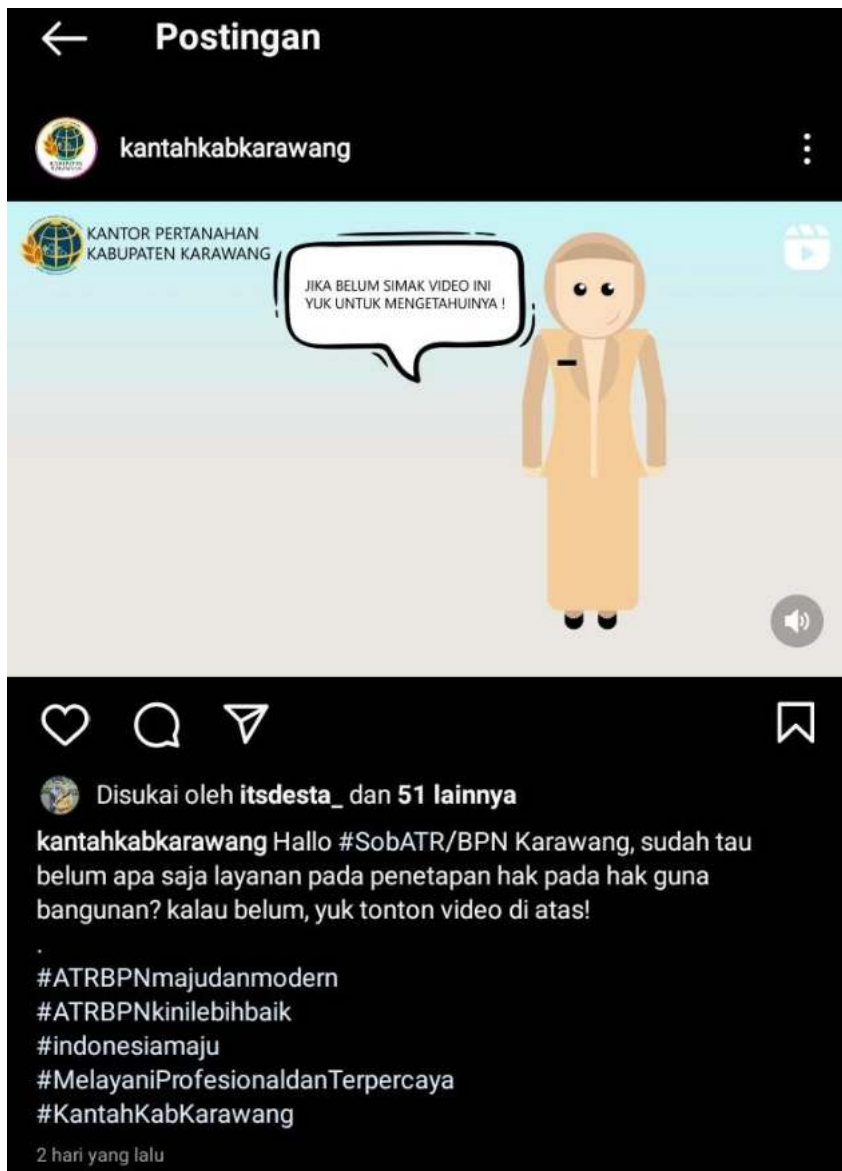 Postingan
kantahkabkarawang
KANTOR PERTANAHAN
KABUPATEN KARAWANG
JIKA BELUM SIMAK VIDEO INI
YUK UNTUK MENGETAHUINYA !
Disukai oleh itsdesta_ dan 51 lainnya
kantahkabkarawang Hallo #SobATR/BPN Karawang, sudah tau
belum apa saja layanan pada penetapan hak pada hak guna
bangunan? kalau belum, yuk tonton video di atas!
.
#ATRBPNmajudanmodern
#ATRBPNkinilebihbaik
#indonesiamaju
#MelayaniProfesionaldanTerpercaya
#KantahKabKarawang
2 hari yang lalu